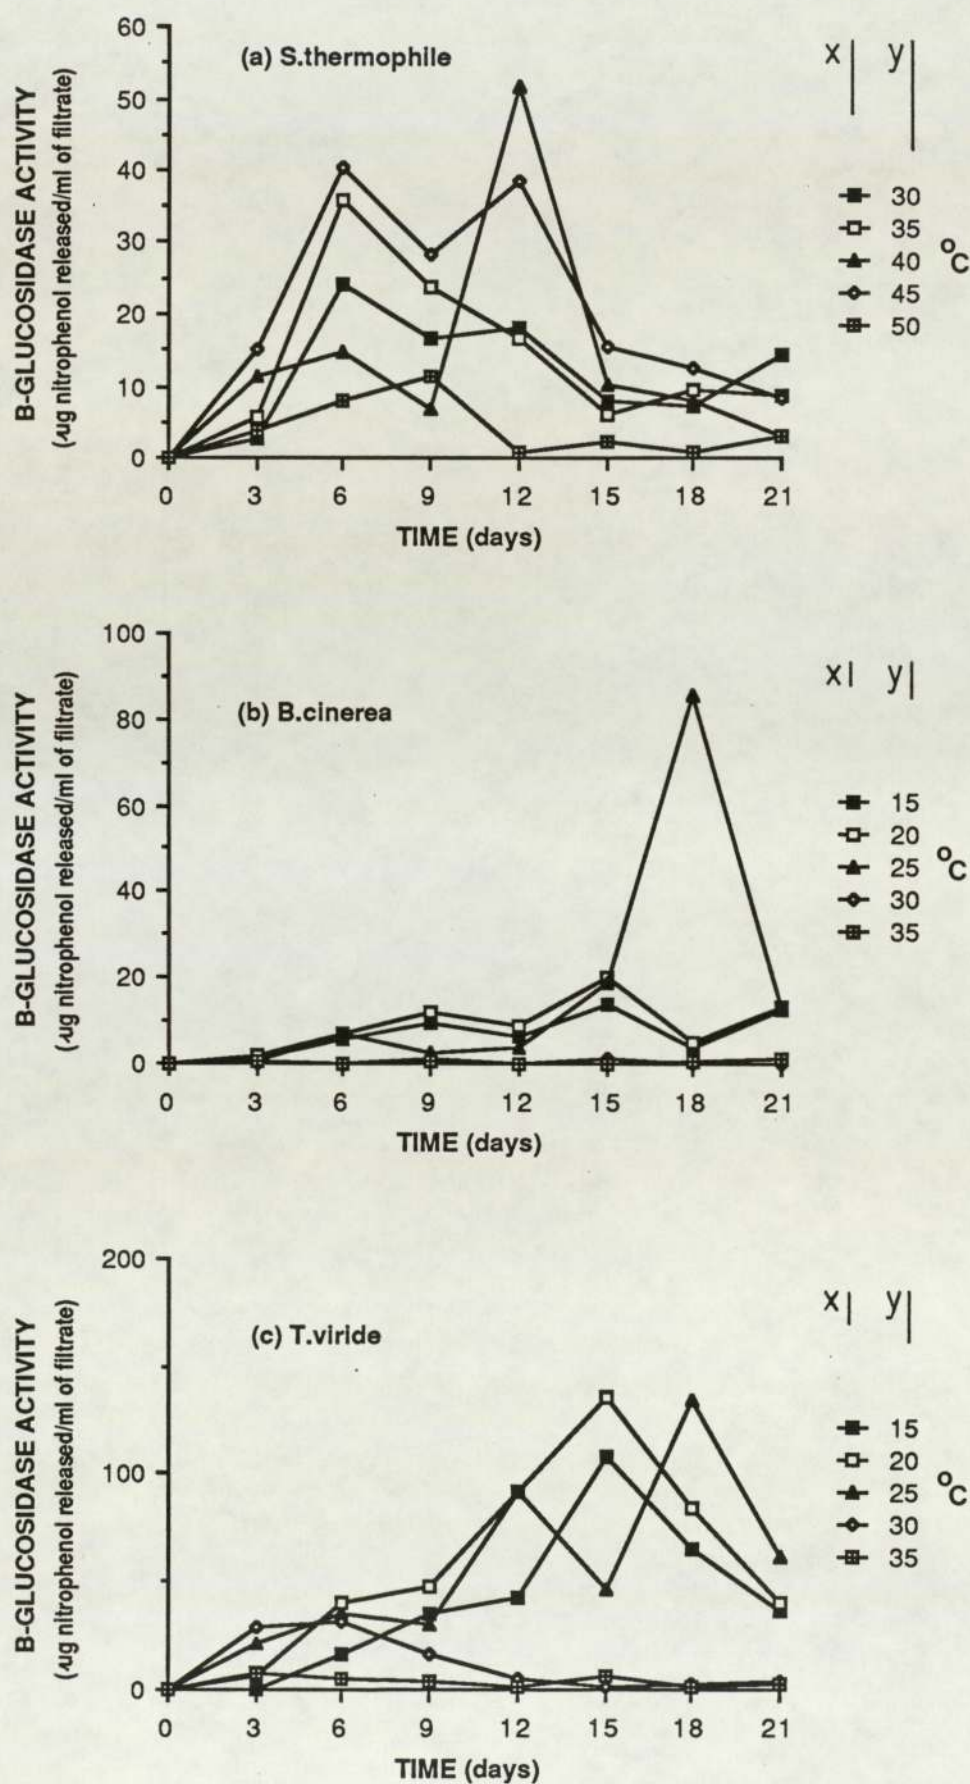 60
50
40
30
20
10
0
B-GLUCOSIDASE ACTIVITY
(µg nitrophenol released/ml of filtrate)
(a) S.thermophile
x y
30
35
40 °C
45
50
0 3 6 9 12 15 18 21
TIME (days)
100
80
60
40
20
0
B-GLUCOSIDASE ACTIVITY
(µg nitrophenol released/ml of filtrate)
(b) B.cinerea
x y
15
20
25 °C
30
35
0 3 6 9 12 15 18 21
TIME (days)
200
100
0
B-GLUCOSIDASE ACTIVITY
(µg nitrophenol released/ml of filtrate)
(c) T.viride
x y
15
20
25 °C
30
35
0 3 6 9 12 15 18 21
TIME (days)